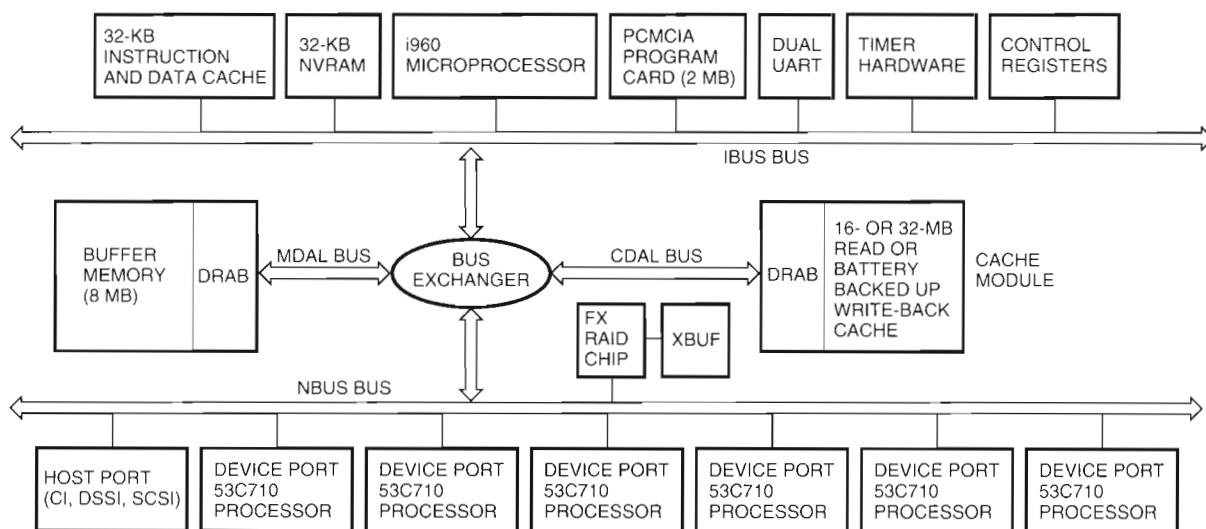 32-KB
INSTRUCTION
AND DATA CACHE
32-KB
NVRAM
i960
MICROPROCESSOR
PCMCIA
PROGRAM
CARD (2 MB)
DUAL
UART
TIMER
HARDWARE
CONTROL
REGISTERS
IBUS BUS
BUFFER
MEMORY
(8 MB)
DRAB
MDAL BUS
BUS
EXCHANGER
CDAL BUS
DRAB
16- OR 32-MB
READ OR
BATTERY
BACKED UP
WRITE-BACK
CACHE
CACHE
MODULE
FX
RAID
CHIP
XBUF
NBUS BUS
HOST PORT
(CI, DSSI, SCSI)
DEVICE PORT
53C710
PROCESSOR
DEVICE PORT
53C710
PROCESSOR
DEVICE PORT
53C710
PROCESSOR
DEVICE PORT
53C710
PROCESSOR
DEVICE PORT
53C710
PROCESSOR
DEVICE PORT
53C710
PROCESSOR